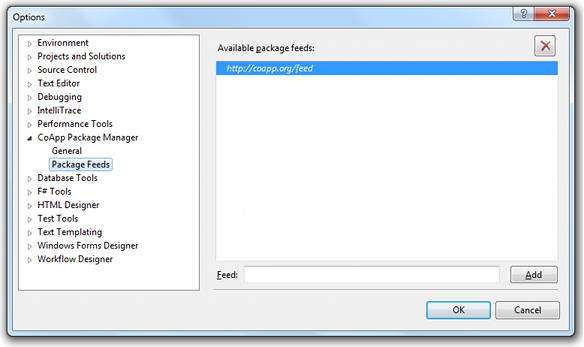 Options
Environment
Projects and Solutions
Source Control
Text Editor
Debugging
IntelliTrace
Performance Tools
CoApp Package Manager
General
Package Feeds
Database Tools
F# Tools
HTML Designer
Test Tools
Text Templating
Windows Forms Designer
Workflow Designer
Available package feeds:
http://coapp.org/feed
Feed:
Add
OK
Cancel